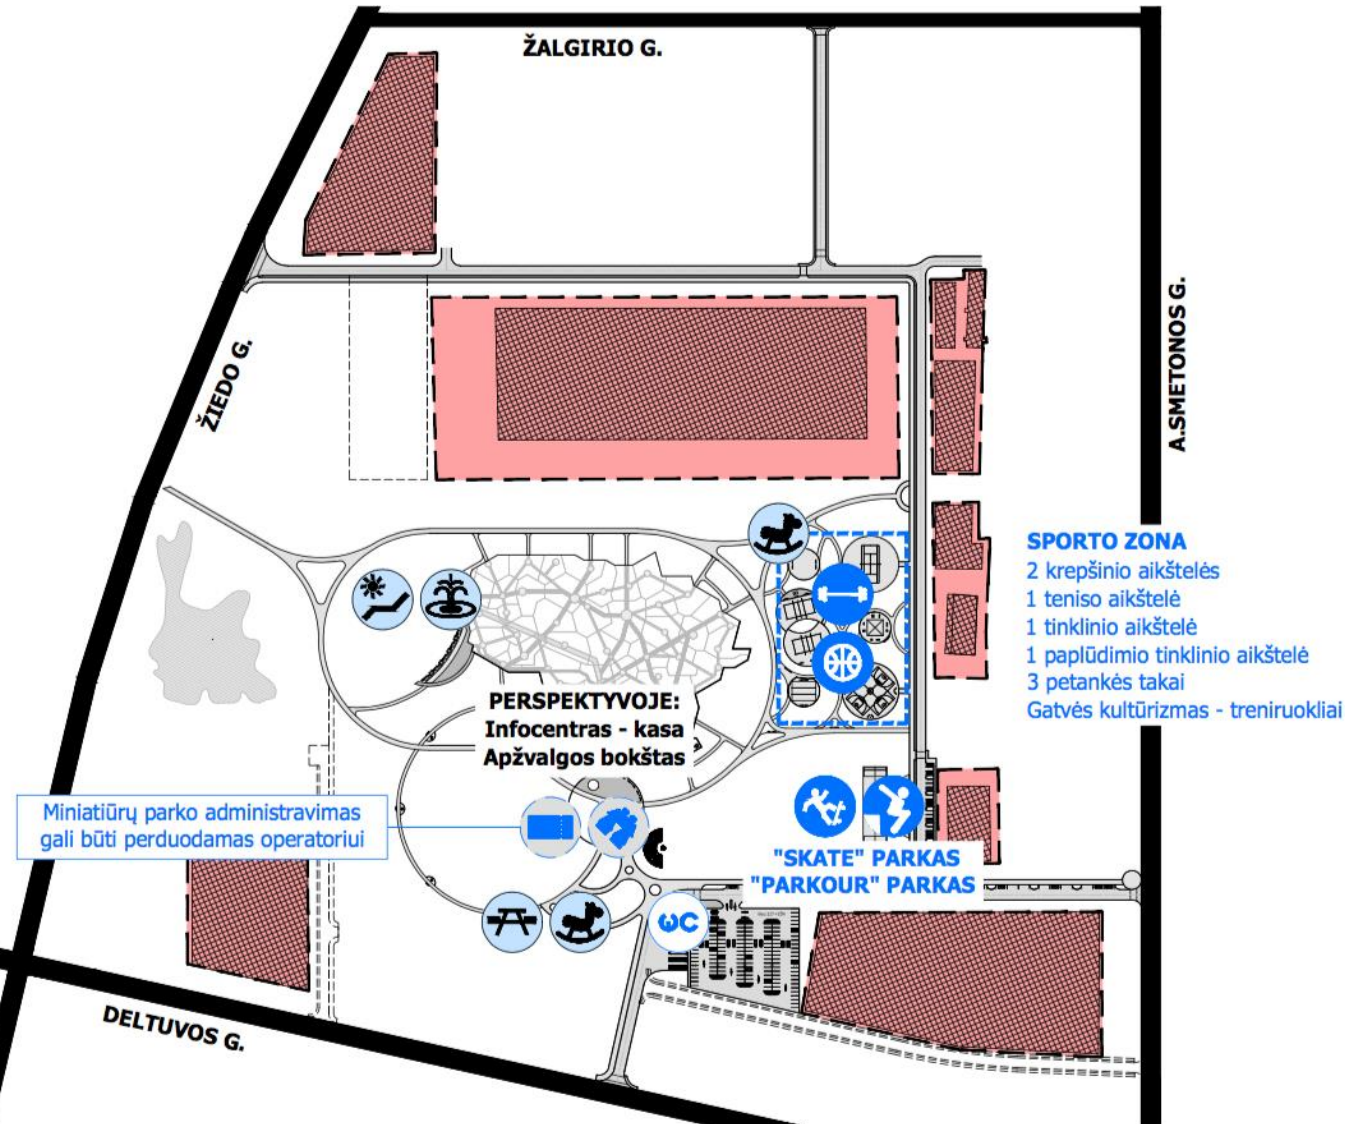 ŽALGIRIO G.
ŽIEDO G.
A.SMETONOS G.
SPORTO ZONA
2 krepšinio aikštelės
1 teniso aikštelė
1 tinklinio aikštelė
1 paplūdimio tinklinio aikštelė
3 petankės takai
Gatvės kultūrizmas - treniruokliai
PERSPEKTYVOJE:
Infocentras - kasa
Apžvalgos bokštas
Miniatiūrų parko administravimas
gali būti perduodamas operatoriui
"SKATE" PARKAS
"PARKOUR" PARKAS
WC
DELTUVOS G.